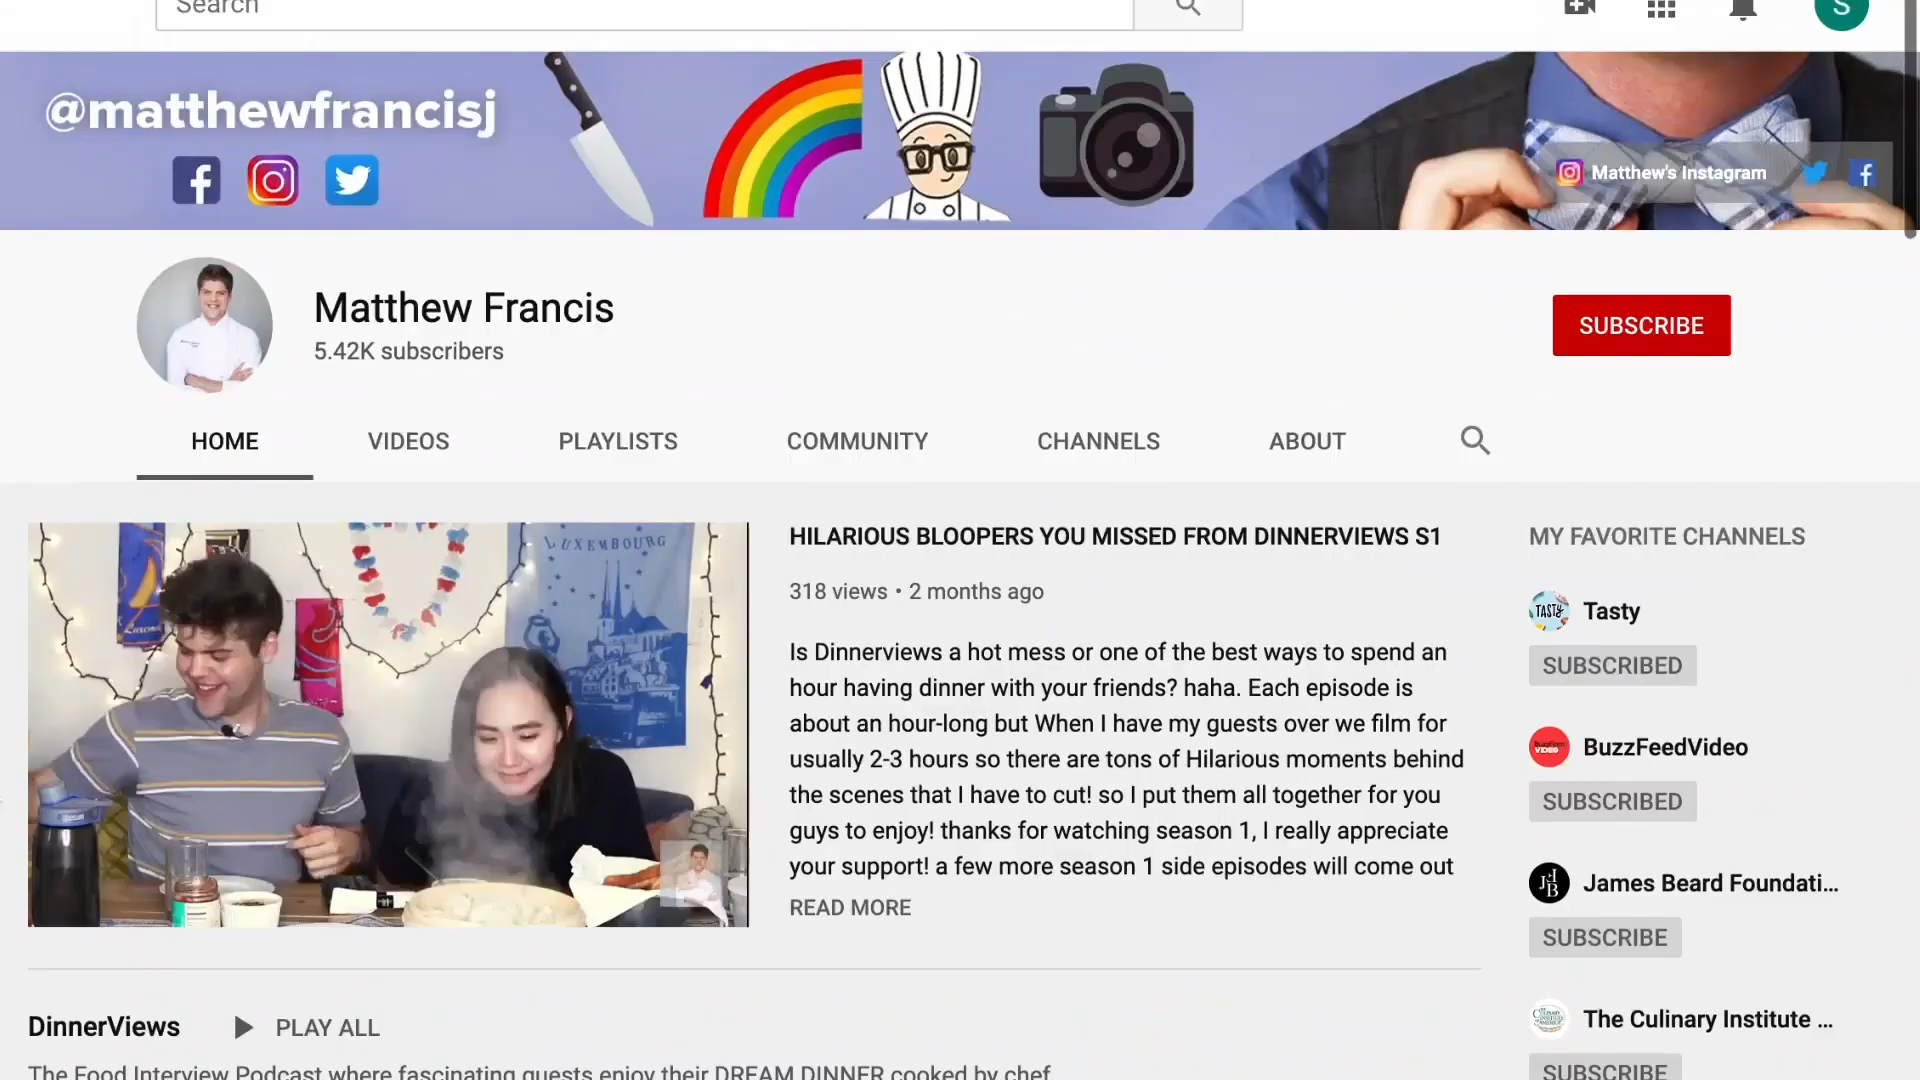 Search
S
@matthewfrancisj
Matthew's Instagram
Matthew Francis
5.42K subscribers
SUBSCRIBE
HOME VIDEOS PLAYLISTS COMMUNITY CHANNELS ABOUT
LUXEMBOURG
HILARIOUS BLOOPERS YOU MISSED FROM DINNERVIEWS S1
318 views • 2 months ago
Is Dinnerviews a hot mess or one of the best ways to spend an
hour having dinner with your friends? haha. Each episode is
about an hour-long but When I have my guests over we film for
usually 2-3 hours so there are tons of Hilarious moments behind
the scenes that I have to cut! so I put them all together for you
guys to enjoy! thanks for watching season 1, I really appreciate
your support! a few more season 1 side episodes will come out
READ MORE
MY FAVORITE CHANNELS
TASTY
Tasty
SUBSCRIBED
BuzzFeedVideo
SUBSCRIBED
JBF
James Beard Foundati...
SUBSCRIBE
The Culinary Institute ...
SUBSCRIBE
DinnerViews PLAY ALL
The Food Interview Podcast where fascinating guests enjoy their DREAM DINNER cooked by chef